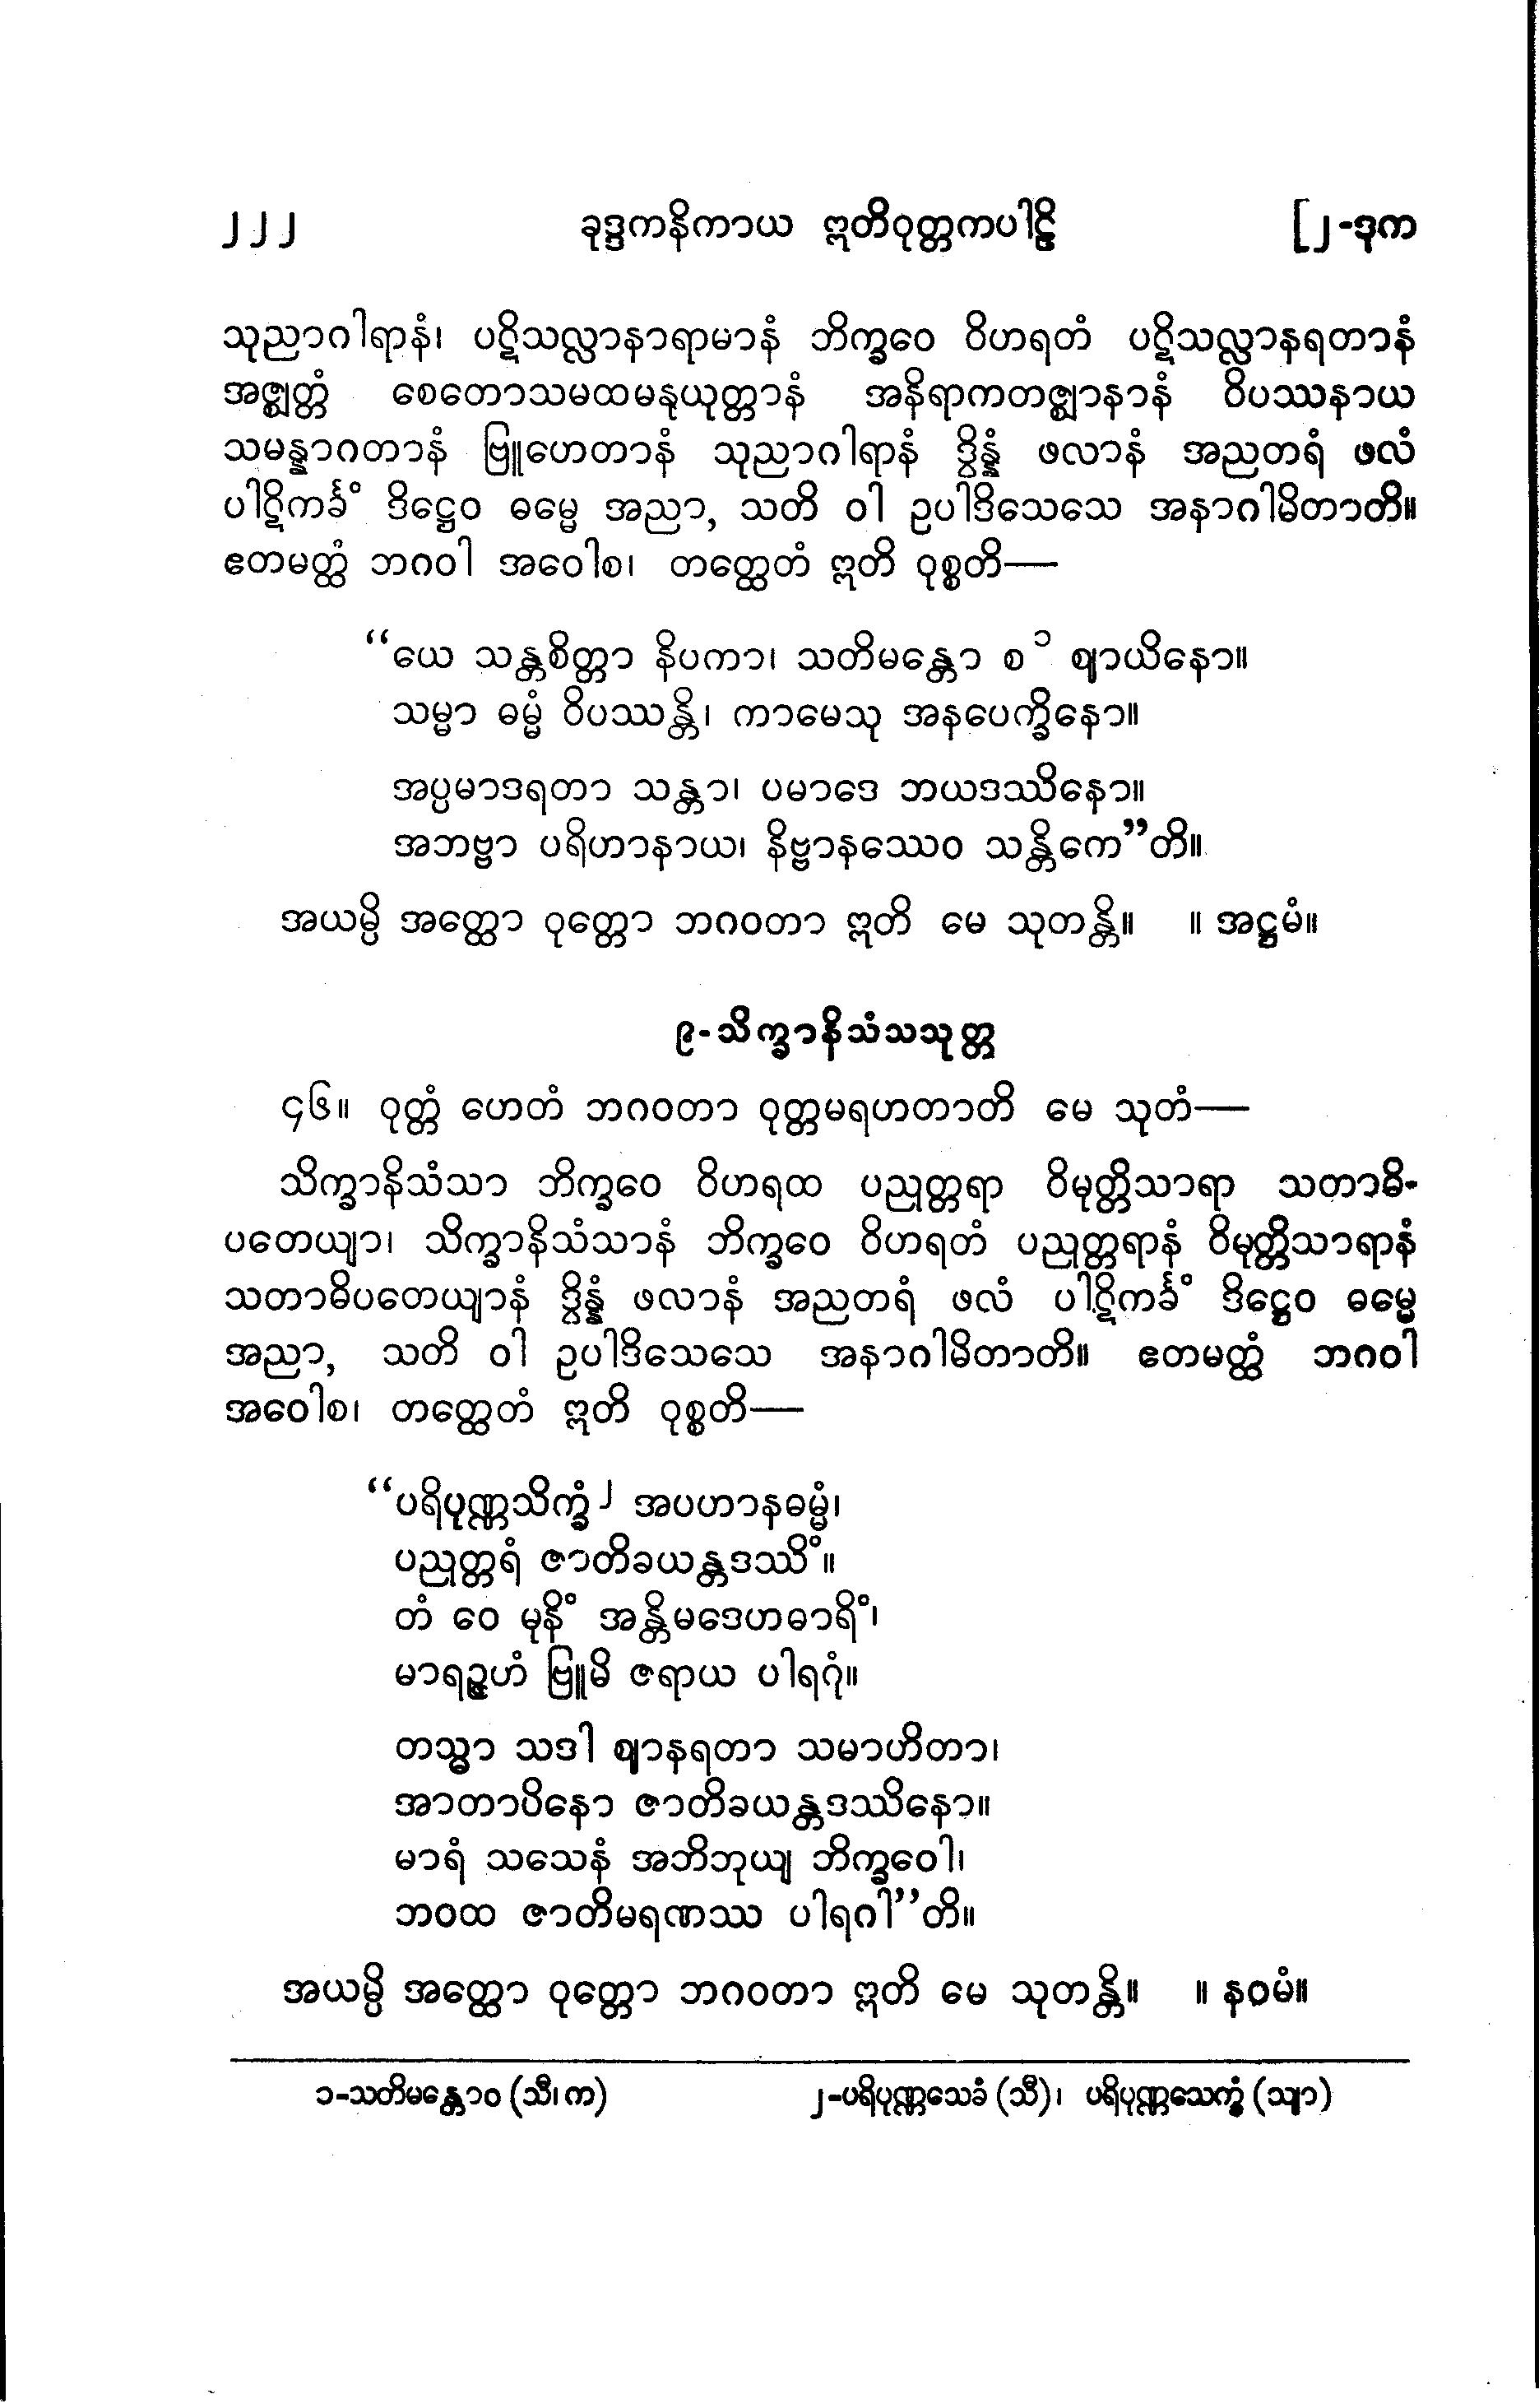 ၂၂၂ ခုဒ္ဒကနိကာယ ဣတိဝုတ္တကပါဠိ [၂-ဒုက
သုညာဂါရာနံ၊ ပဋိသလ္လာနာရာမာနံ ဘိက္ခဝေ ဝိဟရတံ ပဋိသလ္လာနရတာနံ
အဇ္ဈတ္တံ စေတောသမထမနုယုတ္တာနံ အနိရာကတဇ္ဈာနာနံ ဝိပဿနာယ
သမန္နာဂတာနံ ဗြူဟေတာနံ သုညာဂါရာနံ ဒွိန္နံ ဖလာနံ အညတရံ ဖလံ
ပါဋိကင်္ခံ ဒိဋ္ဌေဝ ဓမ္မေ အညာ, သတိ ဝါ ဥပါဒိသေသေ အနာဂါမိတာတိ။
ဧတမတ္ထံ ဘဂဝါ အဝေါစ၊ တတ္ထေတံ ဣတိ ဝုစ္စတိ—
“ယေ သန္တစိတ္တာ နိပကာ၊ သတိမန္တော စ ၁ ဈာယိနော။
သမ္မာ ဓမ္မံ ဝိပဿန္တိ၊ ကာမေသု အနပေက္ခိနော။
အပ္ပမာဒရတာ သန္တာ၊ ပမာဒေ ဘယဒဿိနော။
အဘဗ္ဗာ ပရိဟာနာယ၊ နိဗ္ဗာနဿေဝ သန္တိကေ”တိ။
အယမ္ပိ အတ္ထော ဝုတ္တော ဘဂဝတာ ဣတိ မေ သုတန္တိ။ ။ အဋ္ဌမံ။
၉-သိက္ခာနိသံသသုတ္တ
၄၆။ ဝုတ္တံ ဟေတံ ဘဂဝတာ ဝုတ္တမရဟတာတိ မေ သုတံ—
သိက္ခာနိသံသာ ဘိက္ခဝေ ဝိဟရထ ပညုတ္တရာ ဝိမုတ္တိသာရာ သတာဓိ-
ပတေယျာ၊ သိက္ခာနိသံသာနံ ဘိက္ခဝေ ဝိဟရတံ ပညုတ္တရာနံ ဝိမုတ္တိသာရာနံ
သတာဓိပတေယျာနံ ဒွိန္နံ ဖလာနံ အညတရံ ဖလံ ပါဋိကင်္ခံ ဒိဋ္ဌေဝ ဓမ္မေ
အညာ, သတိ ဝါ ဥပါဒိသေသေ အနာဂါမိတာတိ။ ဧတမတ္ထံ ဘဂဝါ
အဝေါစ၊ တတ္ထေတံ ဣတိ ဝုစ္စတိ—
“ပရိပုဏ္ဏသိက္ခံ ၂ အပဟာနဓမ္မံ၊
ပညုတ္တရံ ဇာတိခယန္တဒဿိံ။
တံ ဝေ မုနိံ အန္တိမဒေဟဓာရိံ၊
မာရဉ္ဇဟံ ဗြူမိ ဇရာယ ပါရဂုံ။
တသ္မာ သဒါ ဈာနရတာ သမာဟိတာ၊
အာတာပိနော ဇာတိခယန္တဒဿိနော။
မာရံ သသေနံ အဘိဘုယျ ဘိက္ခဝေါ၊
ဘဝထ ဇာတိမရဏဿ ပါရဂါ”တိ။
အယမ္ပိ အတ္ထော ဝုတ္တော ဘဂဝတာ ဣတိ မေ သုတန္တိ။ ။ နဝမံ။
၁-သတိမန္တောဝ (သီ၊ က) ၂-ပရိပုဏ္ဏသေခံ (သီ)၊ ပရိပုဏ္ဏသေက္ခံ (သျာ)